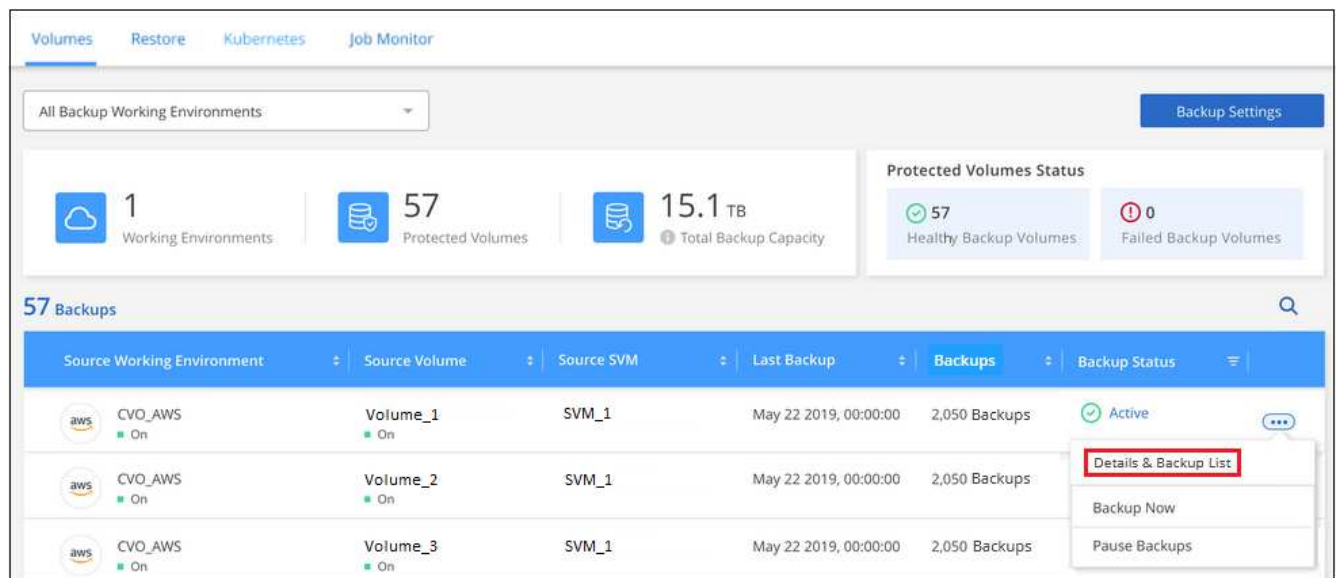 Volumes Restore Kubernetes Job Monitor
All Backup Working Environments
Backup Settings
1
Working Environments
57
Protected Volumes
15.1 TB
Total Backup Capacity
Protected Volumes Status
57
Healthy Backup Volumes
0
Failed Backup Volumes
57 Backups
Source Working Environment Source Volume Source SVM Last Backup Backups Backup Status
aws CVO_AWS Volume_1 SVM_1 May 22 2019, 00:00:00 2,050 Backups Active
On On
Details & Backup List
aws CVO_AWS Volume_2 SVM_1 May 22 2019, 00:00:00 2,050 Backups
On On
Backup Now
aws CVO_AWS Volume_3 SVM_1 May 22 2019, 00:00:00 2,050 Backups Pause Backups
On On